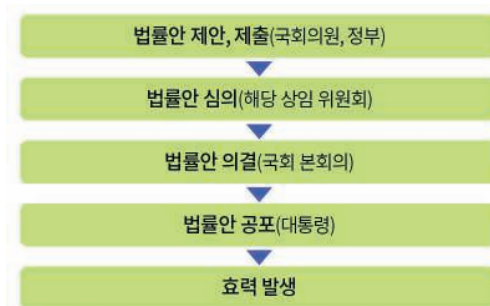 법률안 제안, 제출(국회의원, 정부)
법률안 심의(해당 상임 위원회)
법률안 의결(국회 본회의)
법률안 공포(대통령)
효력 발생